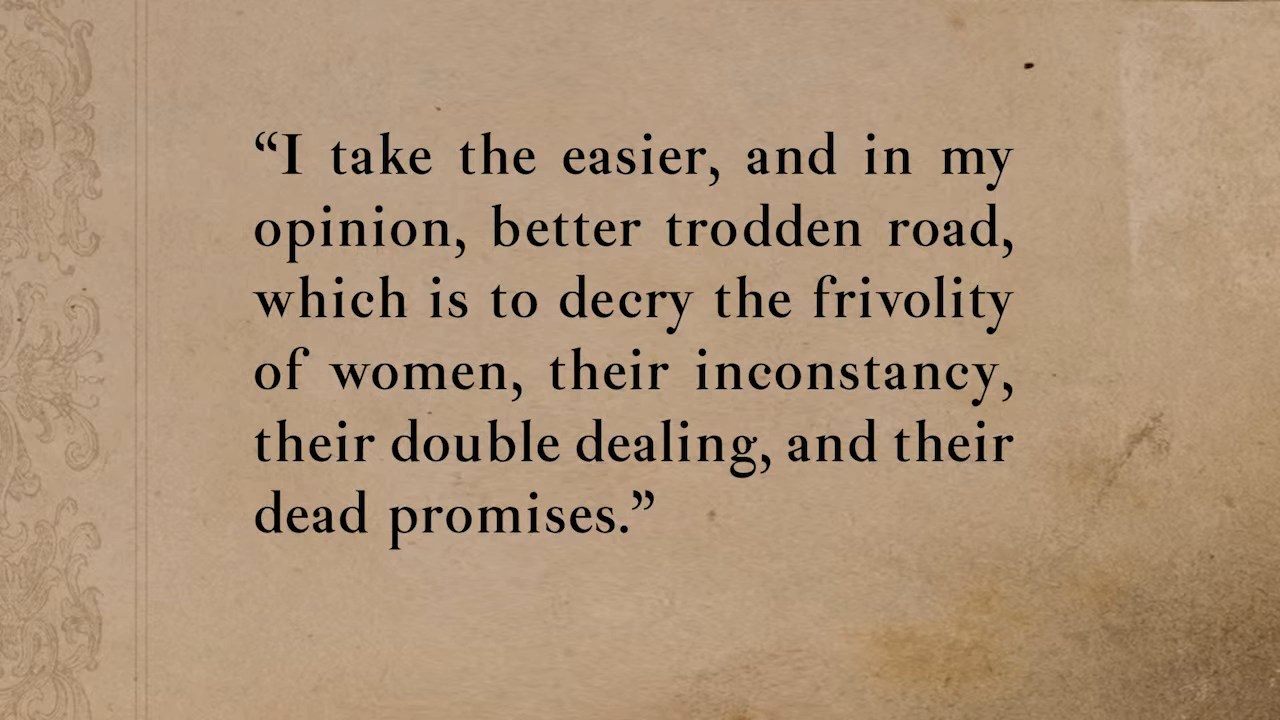 “I take the easier, and in my
opinion, better trodden road,
which is to decry the frivolity
of women, their inconstancy,
their double dealing, and their
dead promises.”